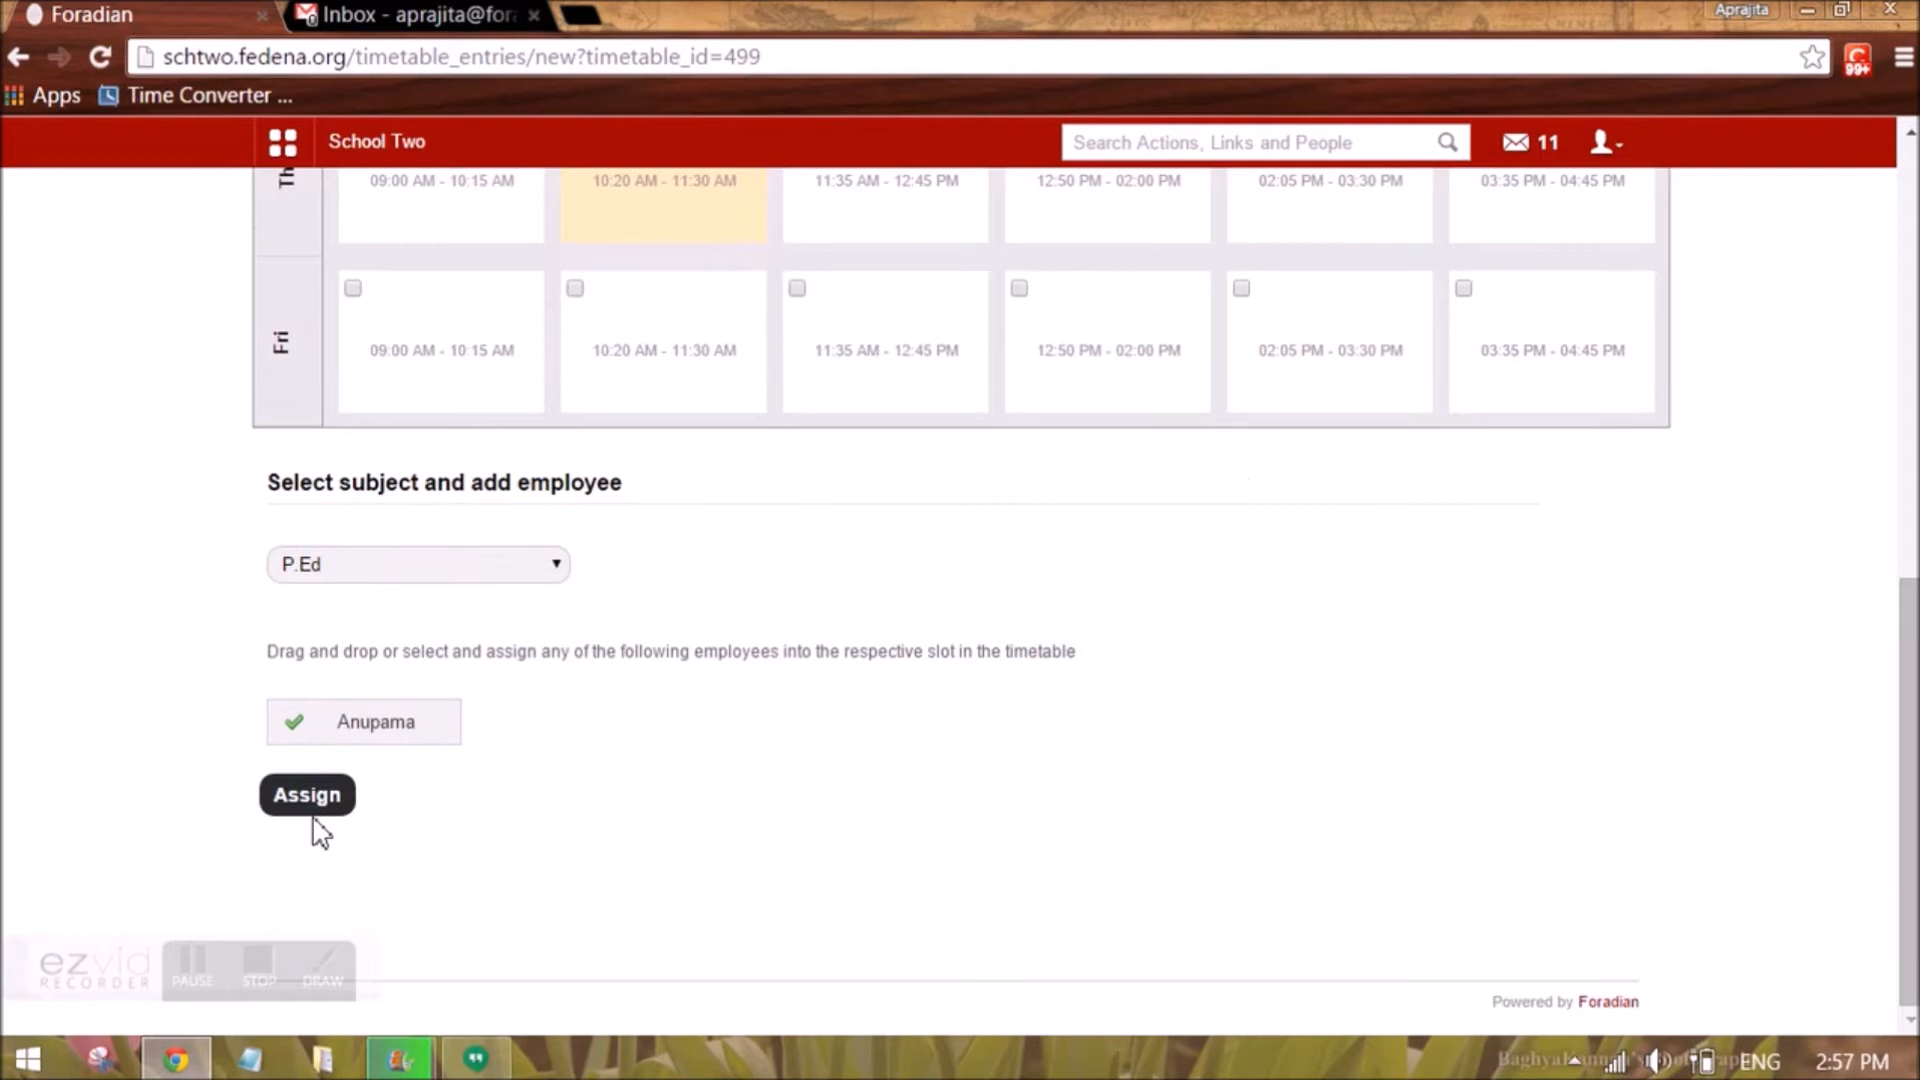 Foradian
Inbox - aprajita@for
Aprajita
schtwo.fedena.org/timetable_entries/new?timetable_id=499
99+
Apps
Time Converter ...
School Two
Search Actions, Links and People
11
Th
09:00 AM - 10:15 AM
10:20 AM - 11:30 AM
11:35 AM - 12:45 PM
12:50 PM - 02:00 PM
02:05 PM - 03:30 PM
03:35 PM - 04:45 PM
Fri
09:00 AM - 10:15 AM
10:20 AM - 11:30 AM
11:35 AM - 12:45 PM
12:50 PM - 02:00 PM
02:05 PM - 03:30 PM
03:35 PM - 04:45 PM
Select subject and add employee
P.Ed
Drag and drop or select and assign any of the following employees into the respective slot in the timetable
Anupama
Assign
ezvid
RECORDER
PAUSE
STOP
DRAW
Powered by Foradian
ENG
2:57 PM